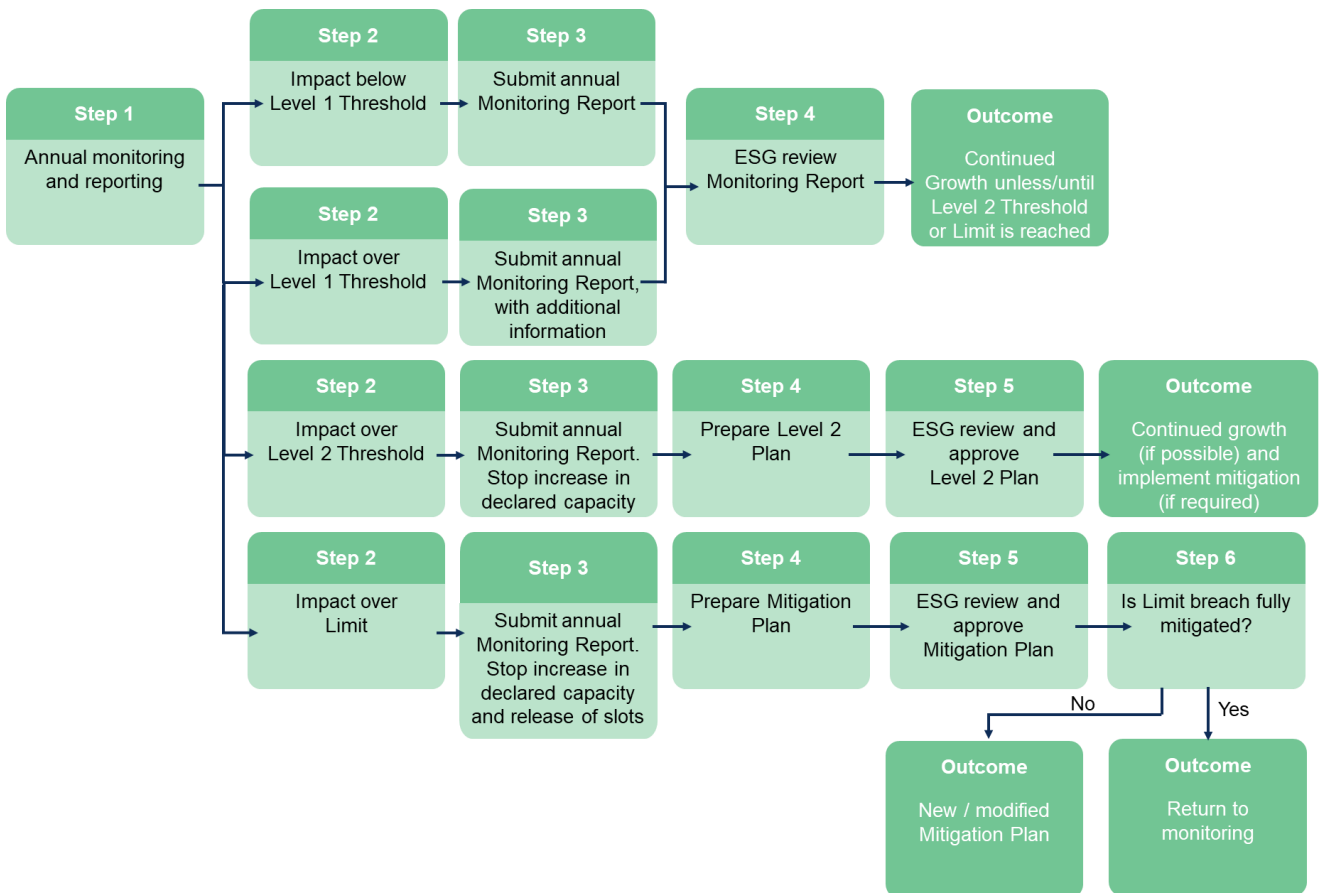 Step 1
Annual monitoring
and reporting
Step 2
Impact below
Level 1 Threshold
Step 3
Submit annual
Monitoring Report
Step 2
Impact over
Level 1 Threshold
Step 3
Submit annual
Monitoring Report,
with additional
information
Step 4
ESG review
Monitoring Report
Outcome
Continued
Growth unless/until
Level 2 Threshold
or Limit is reached
Step 2
Impact over
Level 2 Threshold
Step 3
Submit annual
Monitoring Report.
Stop increase in
declared capacity
Step 4
Prepare Level 2
Plan
Step 5
ESG review and
approve
Level 2 Plan
Outcome
Continued growth
(if possible) and
implement mitigation
(if required)
Step 2
Impact over
Limit
Step 3
Submit annual
Monitoring Report.
Stop increase in
declared capacity
and release of slots
Step 4
Prepare Mitigation
Plan
Step 5
ESG review and
approve
Mitigation Plan
Step 6
Is Limit breach fully
mitigated?
No
Yes
Outcome
New / modified
Mitigation Plan
Outcome
Return to
monitoring